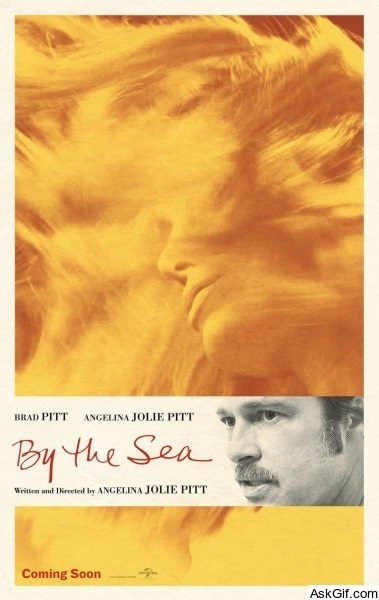 BRAD PITT ANGELINA JOLIE PITT
By the Sea
Written and Directed by ANGELINA JOLIE PITT
Coming Soon
UNIVERSAL
AskGif.com